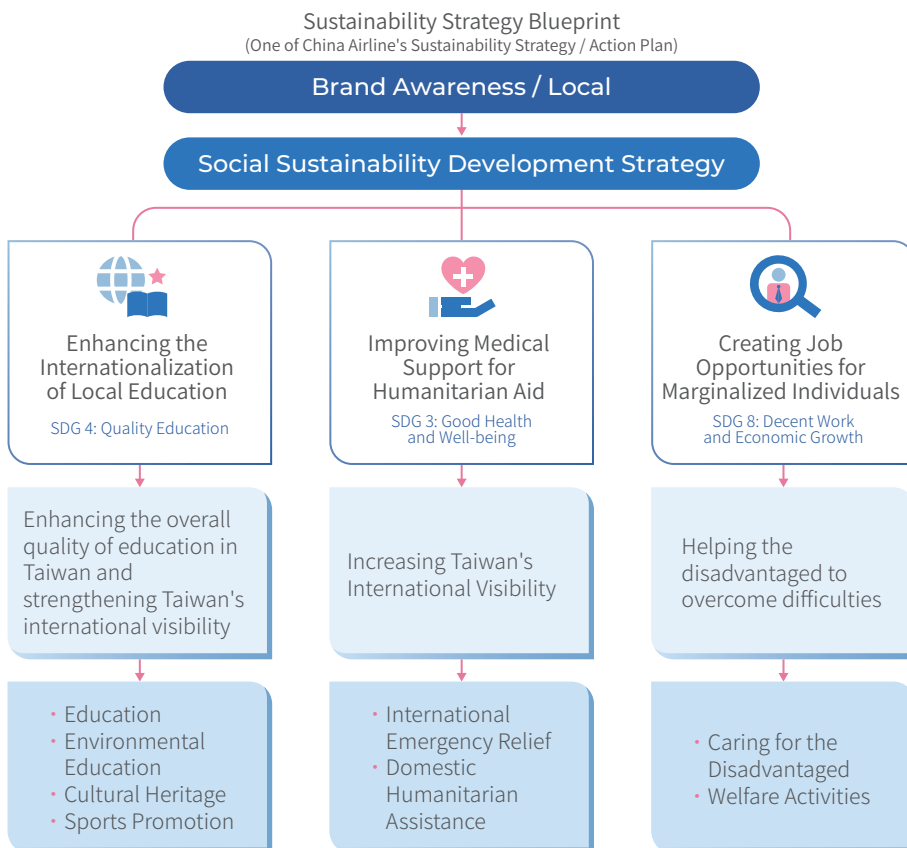 Sustainability Strategy Blueprint
(One of China Airline's Sustainability Strategy / Action Plan)
Brand Awareness / Local
Social Sustainability Development Strategy
Enhancing the
Internationalization
of Local Education
SDG 4: Quality Education
Improving Medical
Support for
Humanitarian Aid
SDG 3: Good Health
and Well-being
Creating Job
Opportunities for
Marginalized Individuals
SDG 8: Decent Work
and Economic Growth
Enhancing the overall
quality of education in
Taiwan and
strengthening Taiwan's
international visibility
Increasing Taiwan's
International Visibility
Helping the
disadvantaged to
overcome difficulties
• Education
• Environmental
Education
• Cultural Heritage
• Sports Promotion
• International
Emergency Relief
• Domestic
Humanitarian
Assistance
• Caring for the
Disadvantaged
• Welfare Activities